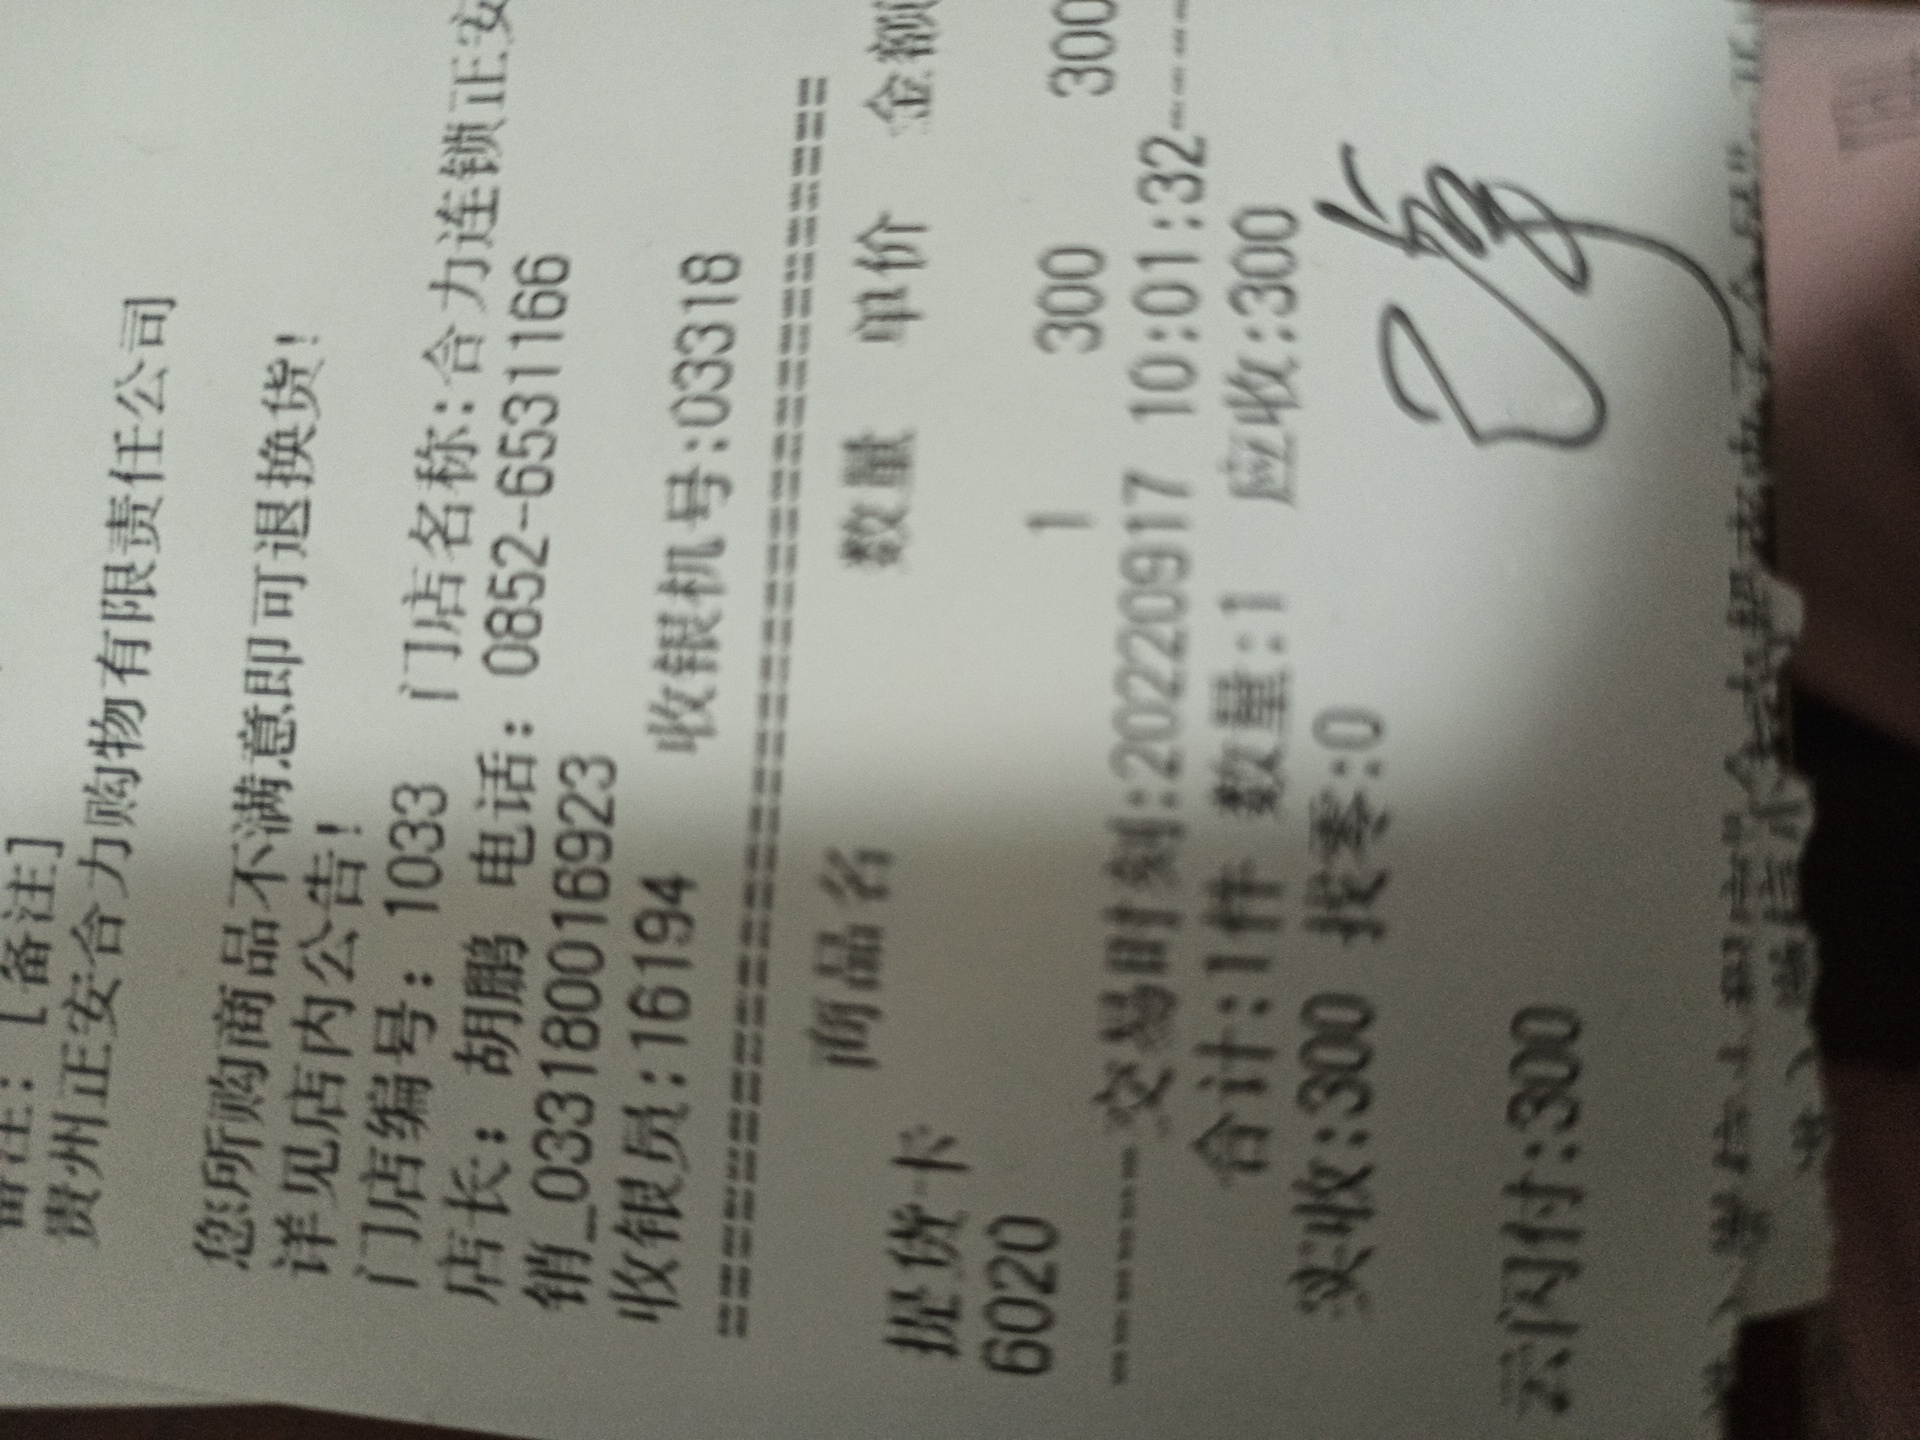 备注: [备注]
贵州正安合力购物有限责任公司
您所购商品不满意即可退换货!
详见店内公告!
门店编号: 1033 门店名称:合力连锁正安
店长: 胡鹏 电话: 0852-6531166
销_0331800016923
收银员:16194 收银机号:03318
==========================================
商品名 数量 单价 金额
提货卡
6020 1 300 300
-----交易时刻:20220917 10:01:32-----
合计:1件 数量:1 应收:300
实收:300 找零:0
云闪付:300